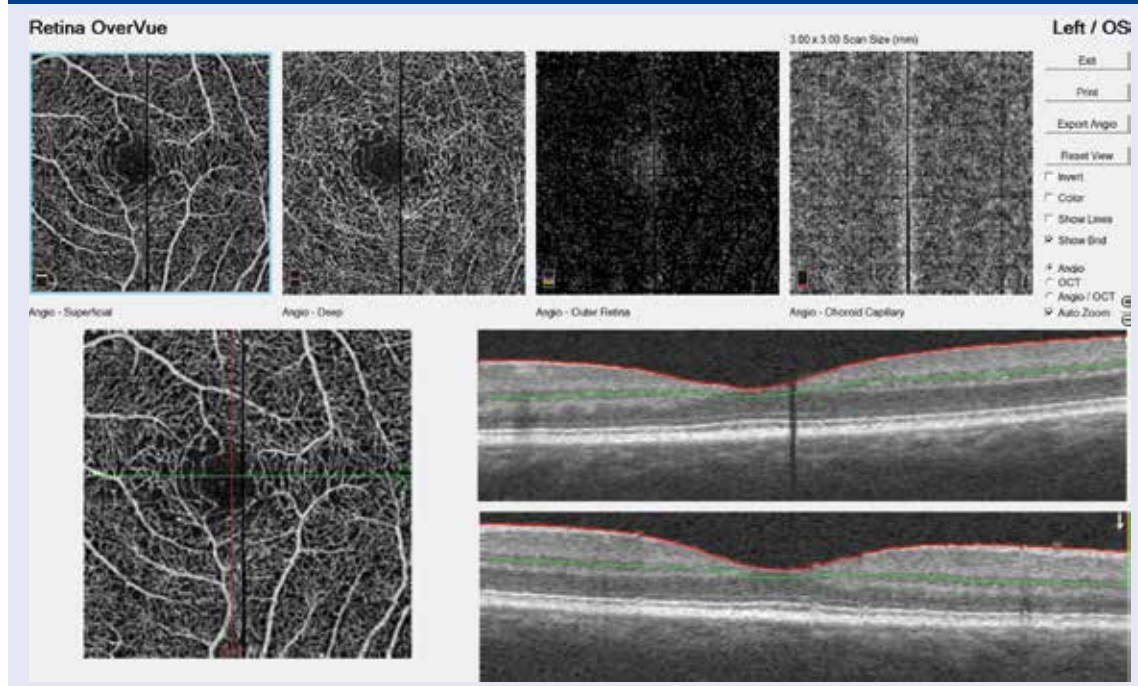 Retina OverVue
Left / OS
3.00 x 3.00 Scan Size (mm)
Exit
Print
Export Angio
Reset View
Invert
Color
Show Lines
Show Bnd
Angio
OCT
Angio / OCT
Auto Zoom
Angio - Superficial
Angio - Deep
Angio - Outer Retina
Angio - Choroid Capillary